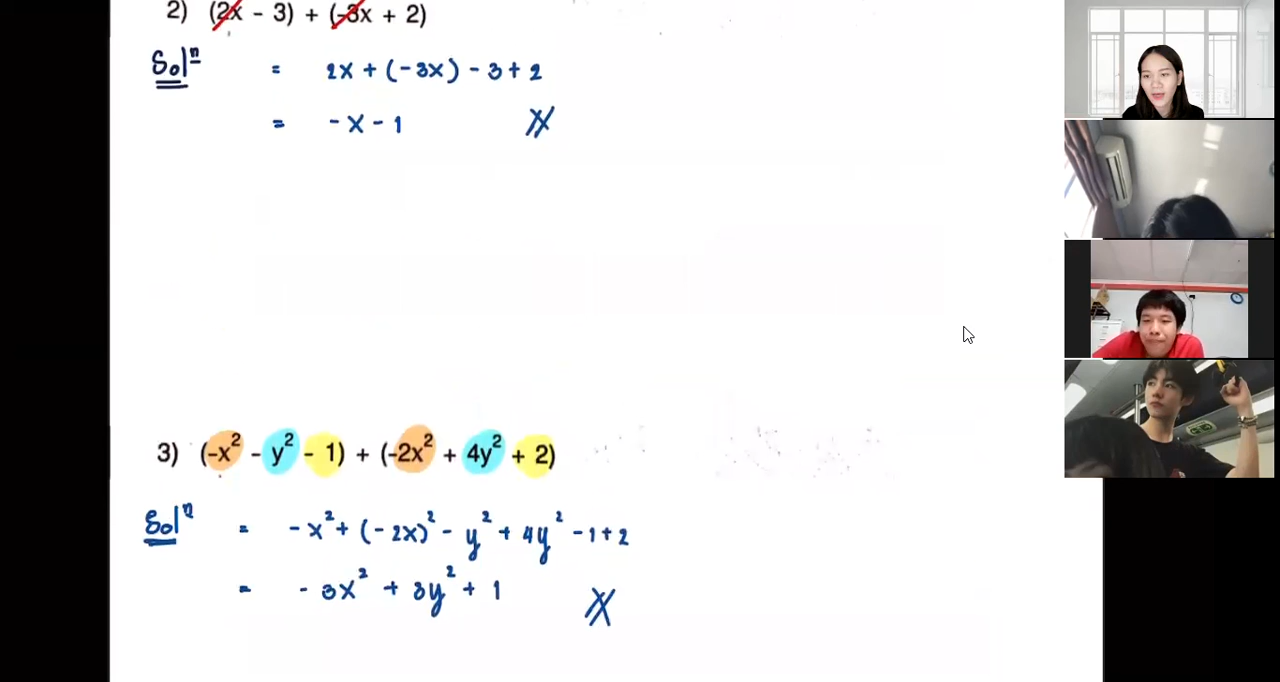 2) (2x - 3) + (-3x + 2)
Solⁿ = 2x + (-3x) - 3 + 2
= -x - 1
3) (-x² - y² - 1) + (-2x² + 4y² + 2)
Solⁿ = -x² + (-2x)² - y² + 4y² - 1 + 2
= -3x² + 3y² + 1